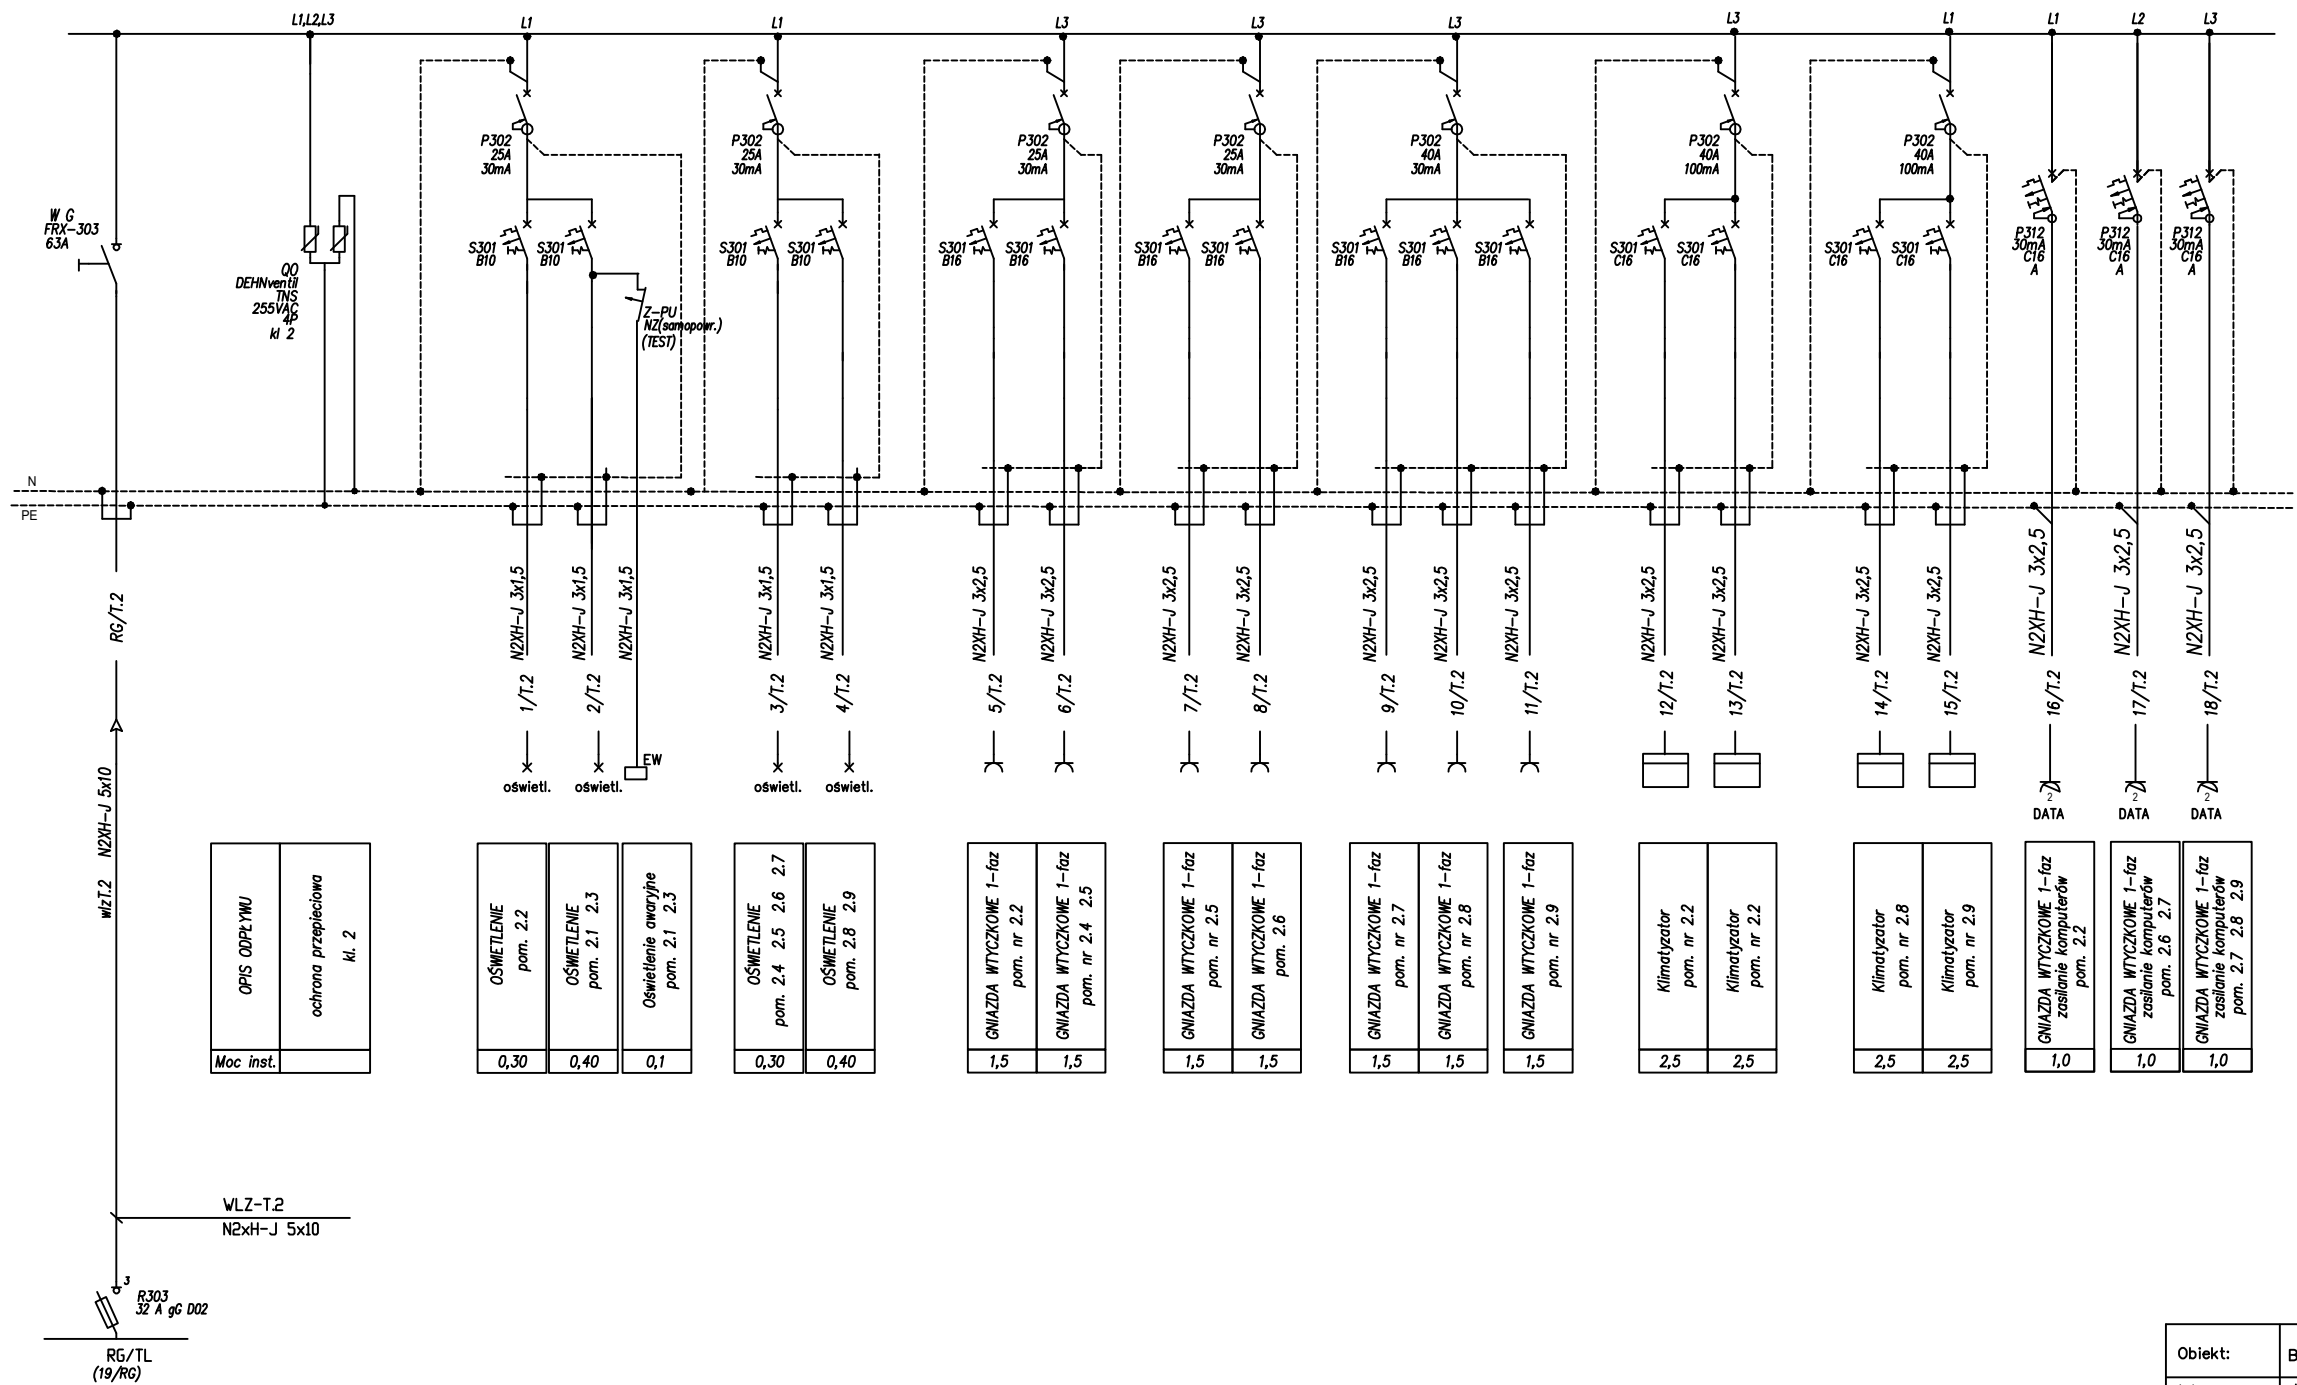 L1,L2,L3
L1
L1
L3
L3
L3
L3
L1
L1
L2
L3
P302
25A
30mA
P302
25A
30mA
P302
25A
30mA
P302
25A
30mA
P302
40A
30mA
P302
40A
100mA
P302
40A
100mA
W G
FRX-303
63A
Q0
DEHNventil
TNS
255VAC
4P
kl 2
S301
B10
S301
B10
S301
B10
S301
B10
S301
B16
S301
B16
S301
B16
S301
B16
S301
B16
S301
B16
S301
B16
S301
C16
S301
C16
S301
C16
S301
C16
P312
30mA
C16
A
P312
30mA
C16
A
P312
30mA
C16
A
Z-PU
NZ(samopowr.)
(TEST)
N
PE
RG/T.2
N2XH-J 3x1,5
N2XH-J 3x1,5
N2XH-J 3x1,5
N2XH-J 3x1,5
N2XH-J 3x1,5
N2XH-J 3x2,5
N2XH-J 3x2,5
N2XH-J 3x2,5
N2XH-J 3x2,5
N2XH-J 3x2,5
N2XH-J 3x2,5
N2XH-J 3x2,5
N2XH-J 3x2,5
N2XH-J 3x2,5
N2XH-J 3x2,5
N2XH-J 3x2,5
N2XH-J 3x2,5
N2XH-J 3x2,5
N2XH-J 3x2,5
1/T.2
2/T.2
3/T.2
4/T.2
5/T.2
6/T.2
7/T.2
8/T.2
9/T.2
10/T.2
11/T.2
12/T.2
13/T.2
14/T.2
15/T.2
16/T.2
17/T.2
18/T.2
EW
oświetl.
oświetl.
oświetl.
oświetl.
2
DATA
2
DATA
2
DATA
wlzT.2 N2XH-J 5x10
OPIS ODPŁYWU
ochrona przepieciowa
kl. 2
OŚWIETLENIE
pom. 2.2
OŚWIETLENIE
pom. 2.1 2.3
Oświetlenie awaryjne
pom. 2.1 2.3
OŚWIETLENIE
pom. 2.4 2.5 2.6 2.7
OŚWIETLENIE
pom. 2.8 2.9
GNIAZDA WTYCZKOWE 1-faz
pom. nr 2.2
GNIAZDA WTYCZKOWE 1-faz
pom. nr 2.4 2.5
GNIAZDA WTYCZKOWE 1-faz
pom. nr 2.5
GNIAZDA WTYCZKOWE 1-faz
pom. 2.6
GNIAZDA WTYCZKOWE 1-faz
pom. nr 2.7
GNIAZDA WTYCZKOWE 1-faz
pom. nr 2.8
GNIAZDA WTYCZKOWE 1-faz
pom. nr 2.9
Klimatyzator
pom. nr 2.2
Klimatyzator
pom. nr 2.2
Klimatyzator
pom. nr 2.8
Klimatyzator
pom. nr 2.9
GNIAZDA WTYCZKOWE 1-faz
zasilanie komputerów
pom. 2.2
GNIAZDA WTYCZKOWE 1-faz
zasilanie komputerów
pom. 2.6 2.7
GNIAZDA WTYCZKOWE 1-faz
zasilanie komputerów
pom. 2.7 2.8 2.9
Moc inst.
0,30
0,40
0,1
0,30
0,40
1,5
1,5
1,5
1,5
1,5
1,5
1,5
2,5
2,5
2,5
2,5
1,0
1,0
1,0
WLZ-T.2
N2xH-J 5x10
3
R303
32 A gG D02
RG/TL
(19/RG)
Obiekt:
B